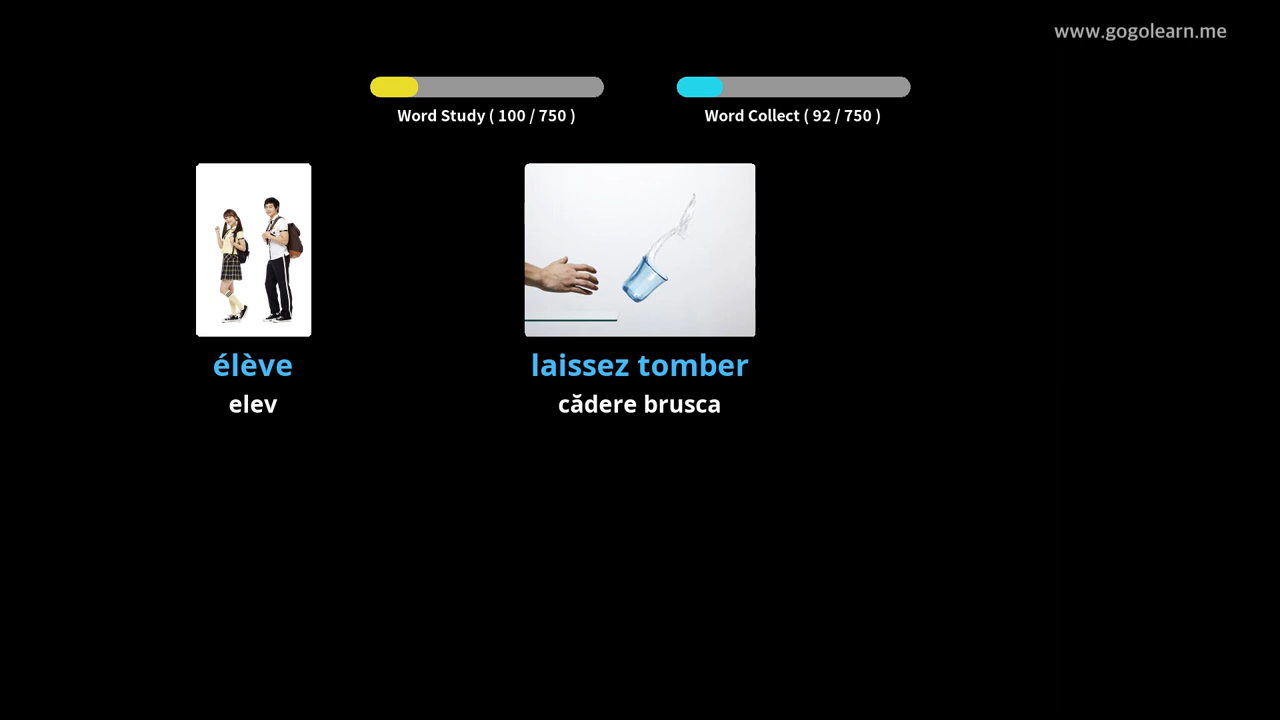 www.gogolearn.me
Word Study ( 100 / 750 )
Word Collect ( 92 / 750 )
élève
elev
laissez tomber
cădere brusca